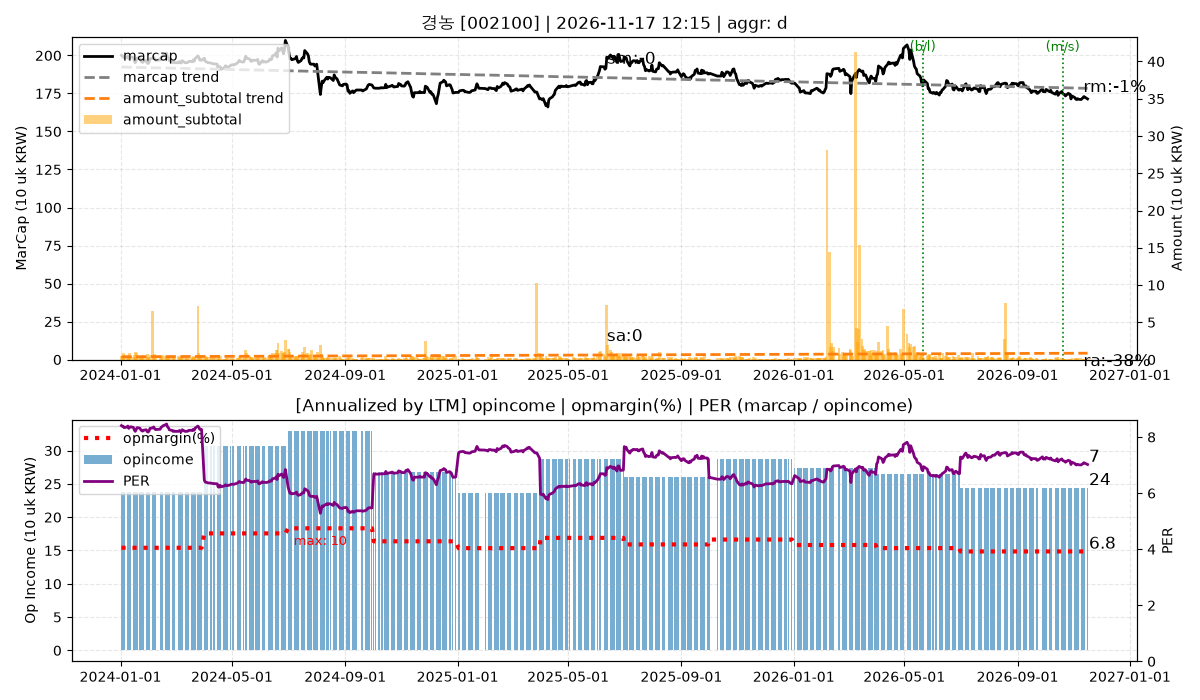 경농 [002100] | 2026-11-17 12:15 | aggr: d
marcap
marcap trend
amount_subtotal trend
amount_subtotal
(b/l)
(m/s)
rm:-1%
sa:0
ra:-38%
MarCap (10 uk KRW)
Amount (10 uk KRW)
200
175
150
125
100
75
50
25
0
40
35
30
25
20
15
10
5
0
2024-01-01
2024-05-01
2024-09-01
2025-01-01
2025-05-01
2025-09-01
2026-01-01
2026-05-01
2026-09-01
2027-01-01
[Annualized by LTM] opincome | opmargin(%) | PER (marcap / opincome)
opmargin(%)
opincome
PER
max: 10
7
24
6.8
Op Income (10 uk KRW)
PER
30
25
20
15
10
5
0
8
6
4
2
0
2024-01-01
2024-05-01
2024-09-01
2025-01-01
2025-05-01
2025-09-01
2026-01-01
2026-05-01
2026-09-01
2027-01-01